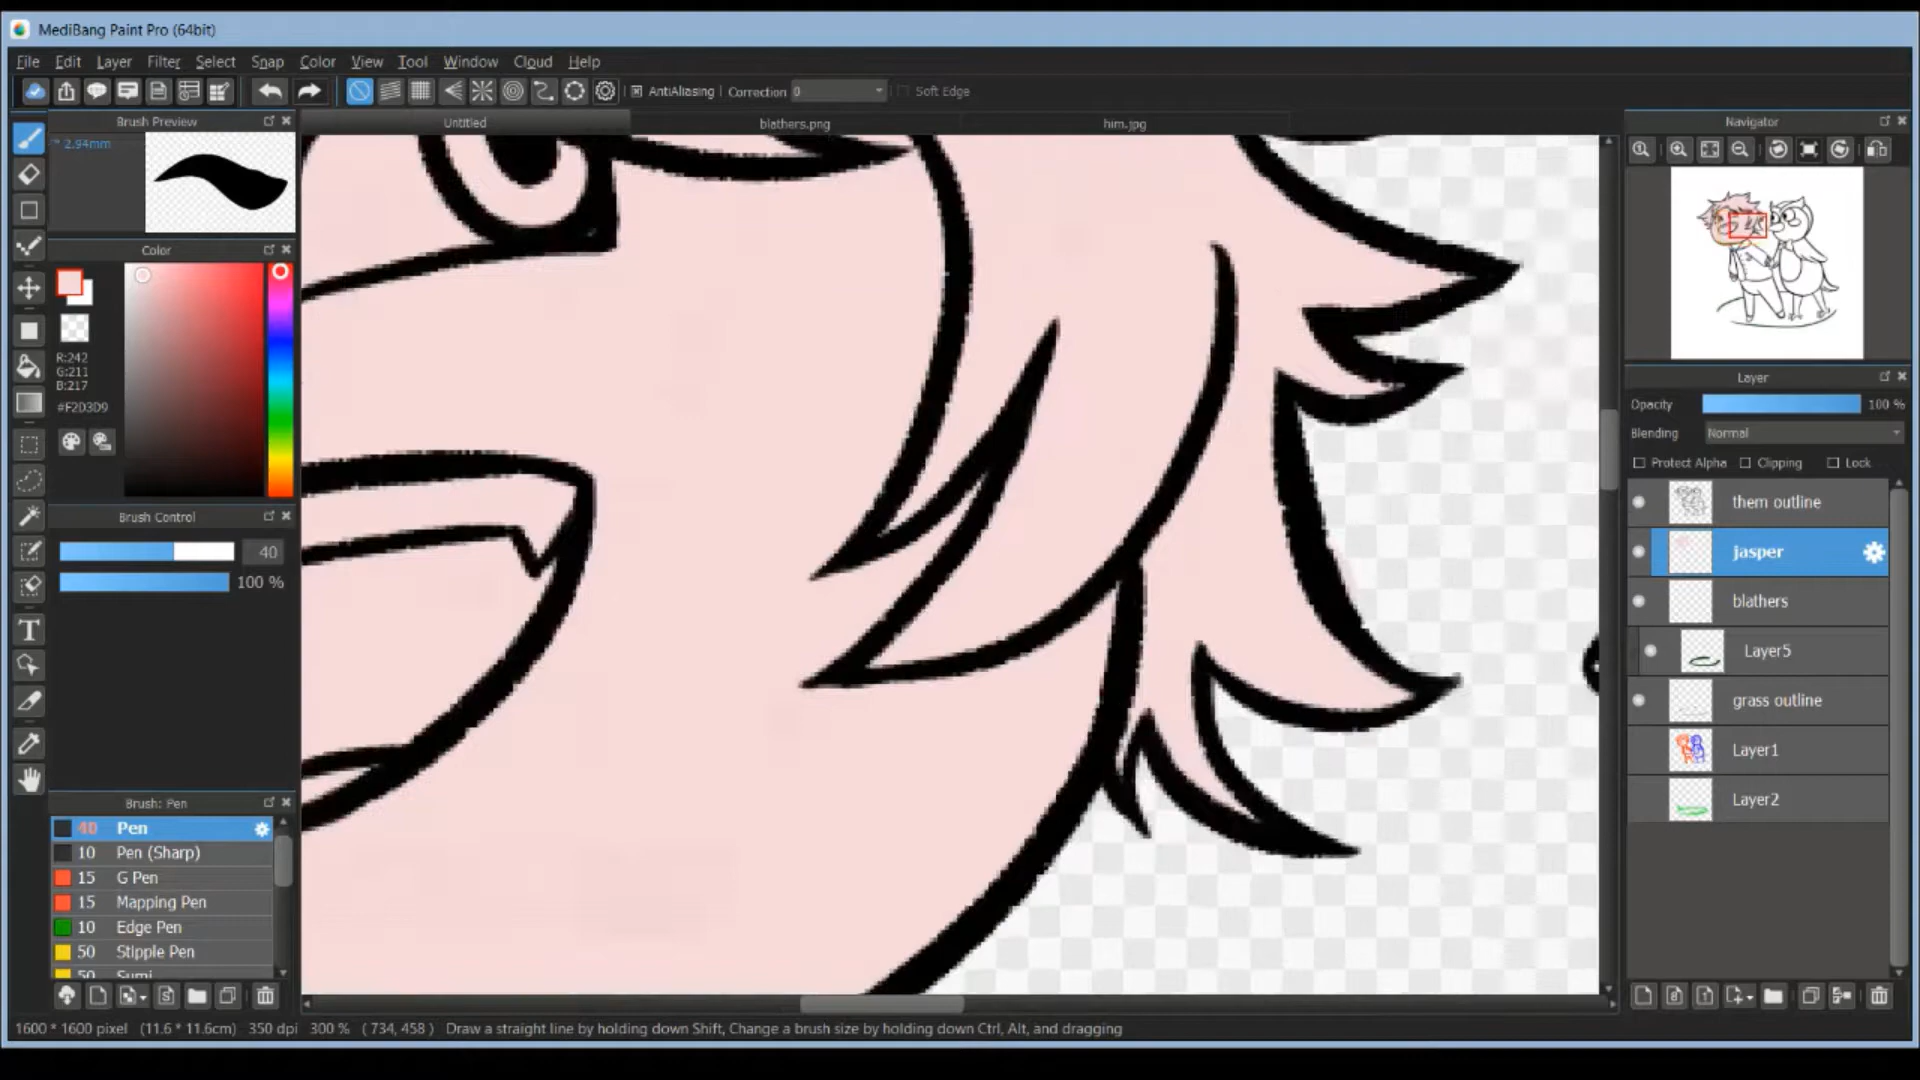 MediBang Paint Pro (64bit)
File Edit Layer Filter Select Snap Color View Tool Window Cloud Help
AntiAliasing Correction 0 Soft Edge
Brush Preview
Untitled blathers.png him.jpg
Navigator
2.94mm
Color
R:242
G:211
B:217
#F2D3D9
Brush Control
40
100 %
Brush: Pen
40 Pen
10 Pen (Sharp)
15 G Pen
15 Mapping Pen
10 Edge Pen
50 Stipple Pen
50 Sumi
Layer
Opacity 100 %
Blending Normal
Protect Alpha Clipping Lock
them outline
jasper
blathers
Layer5
grass outline
Layer1
Layer2
1600 * 1600 pixel (11.6 * 11.6cm) 350 dpi 300 % ( 734, 458 ) Draw a straight line by holding down Shift, Change a brush size by holding down Ctrl, Alt, and dragging